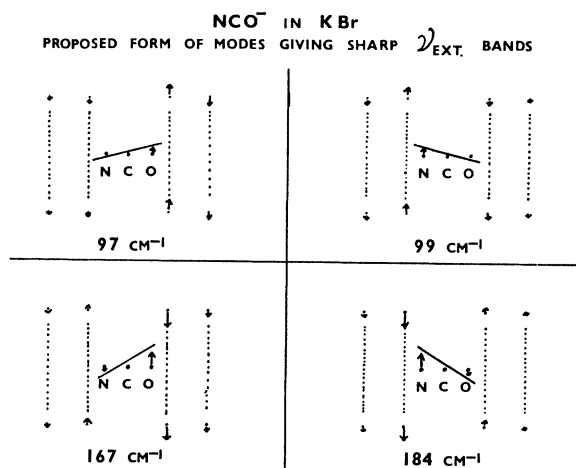 NCO⁻ IN KBr
PROPOSED FORM OF MODES GIVING SHARP 𝜈EXT. BANDS
N C O
97 CM⁻¹
N C O
99 CM⁻¹
N C O
167 CM⁻¹
N C O
184 CM⁻¹